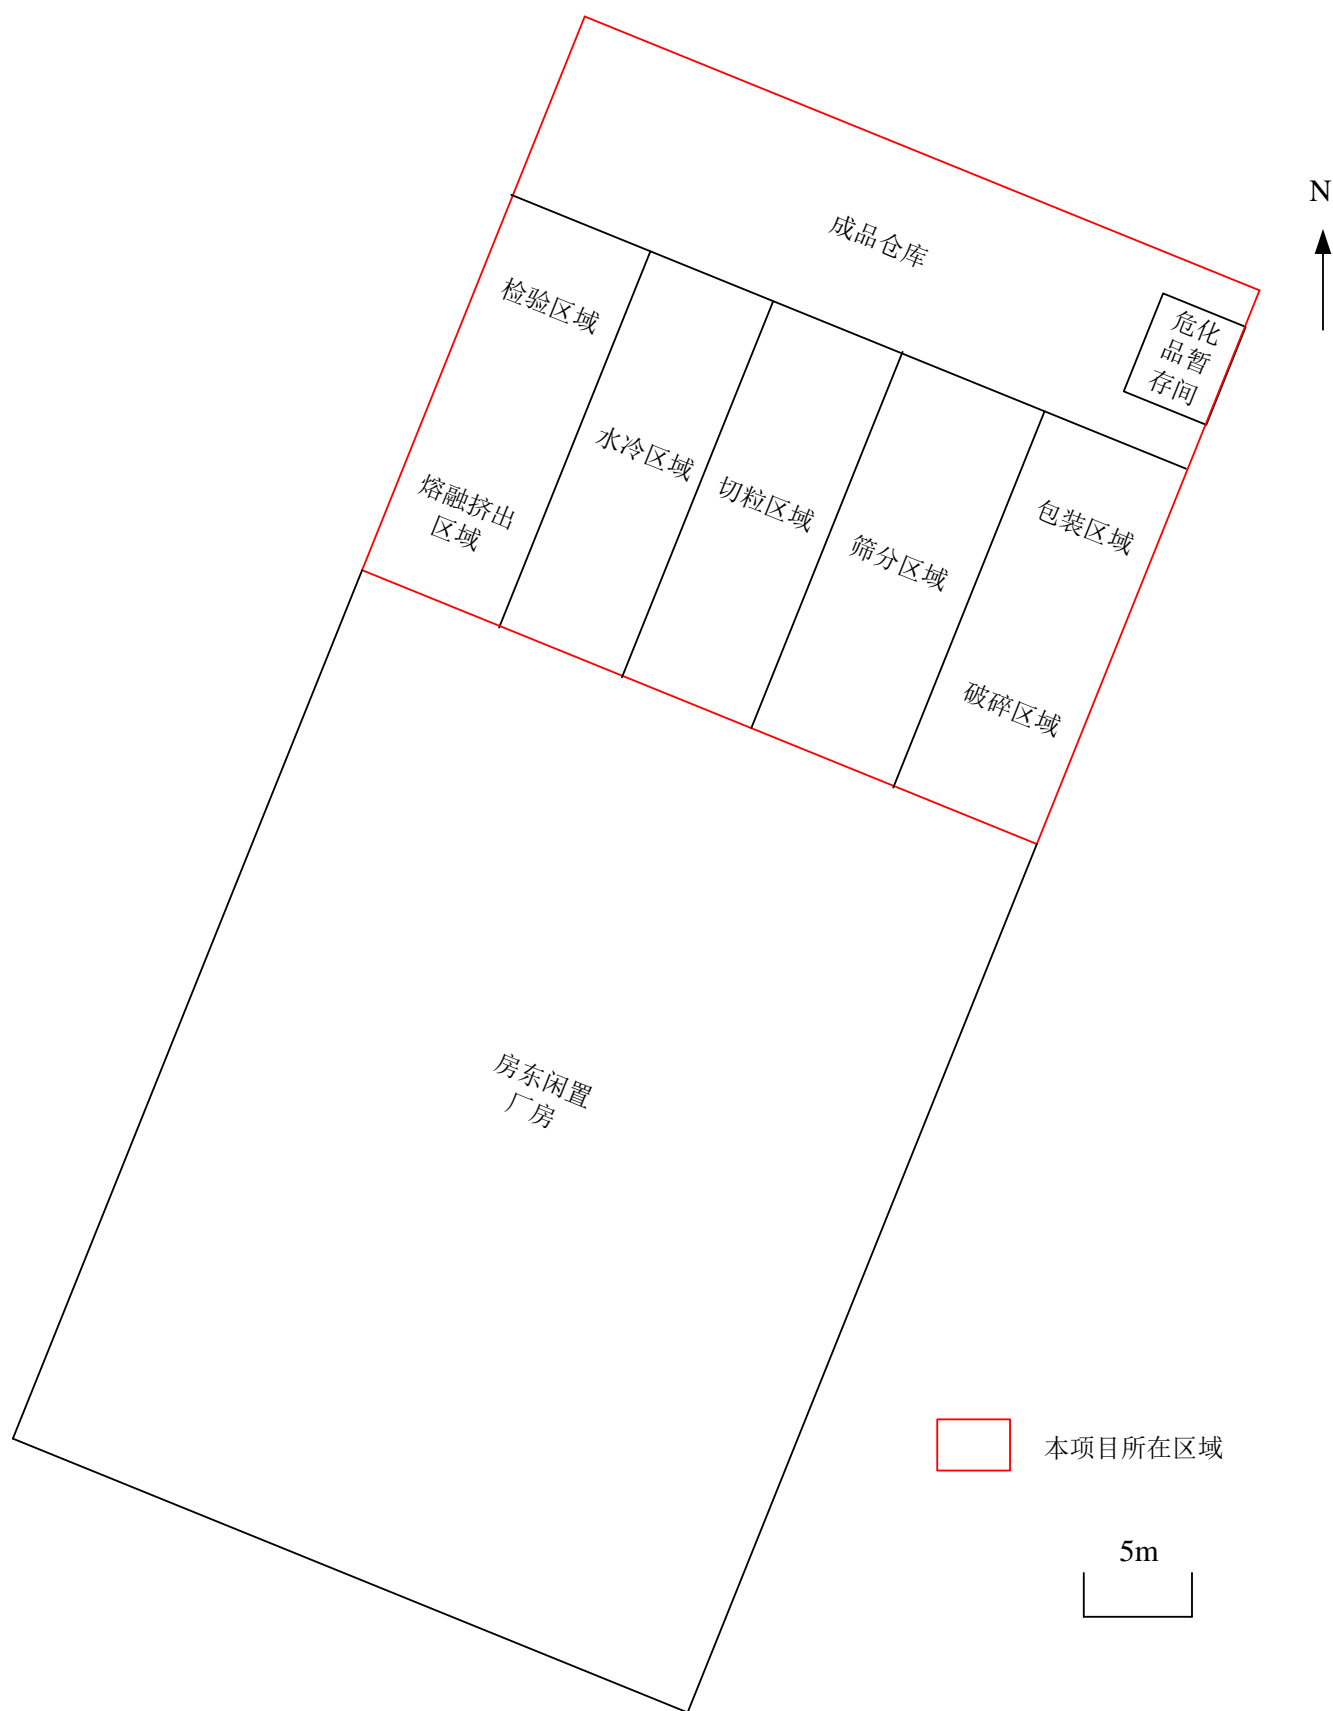 N
成品仓库
检验区域
危化
品暂
存间
水冷区域
切粒区域
熔融挤出
区域
筛分区域
包装区域
破碎区域
房东闲置
厂房
本项目所在区域
5m